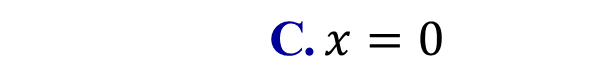 C. x = 0